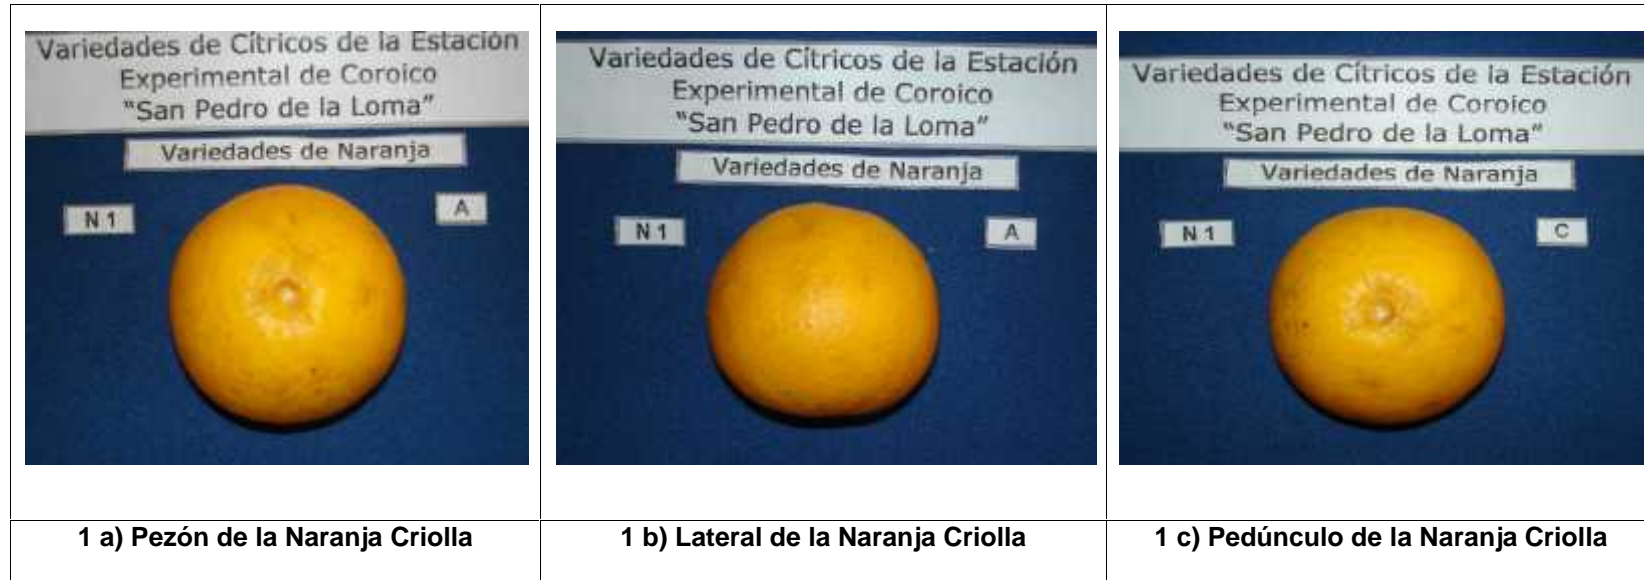 Variedades de Cítricos de la Estación
Experimental de Coroico
"San Pedro de la Loma"
Variedades de Naranja
N 1
A
1 a) Pezón de la Naranja Criolla
Variedades de Cítricos de la Estación
Experimental de Coroico
"San Pedro de la Loma"
Variedades de Naranja
N 1
A
1 b) Lateral de la Naranja Criolla
Variedades de Cítricos de la Estación
Experimental de Coroico
"San Pedro de la Loma"
Variedades de Naranja
N 1
C
1 c) Pedúnculo de la Naranja Criolla